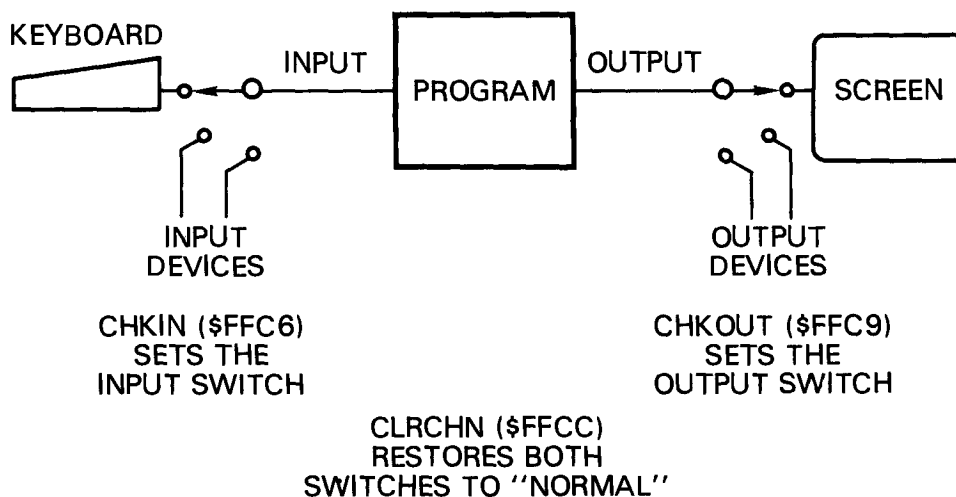 KEYBOARD
INPUT
PROGRAM
OUTPUT
SCREEN
INPUT
DEVICES
OUTPUT
DEVICES
CHKIN ($FFC6)
SETS THE
INPUT SWITCH
CHKOUT ($FFC9)
SETS THE
OUTPUT SWITCH
CLRCHN ($FFCC)
RESTORES BOTH
SWITCHES TO "NORMAL"